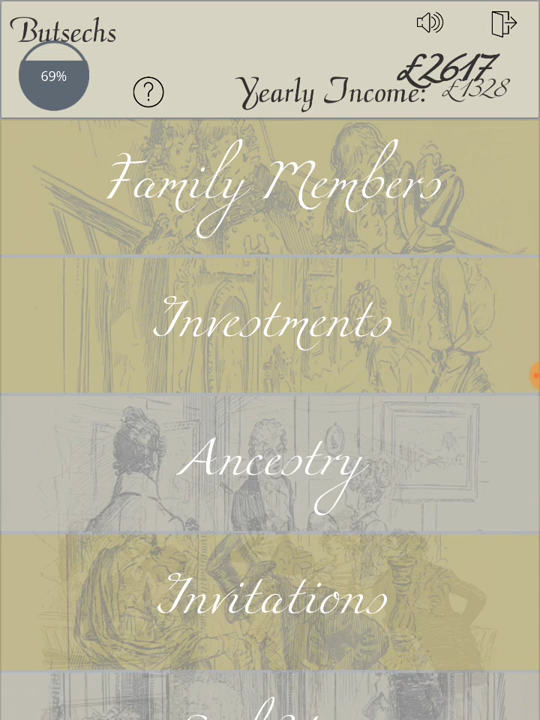 Butsechs
69%
?
£2617
Yearly Income: £1328
Family Members
Investments
Ancestry
Invitations